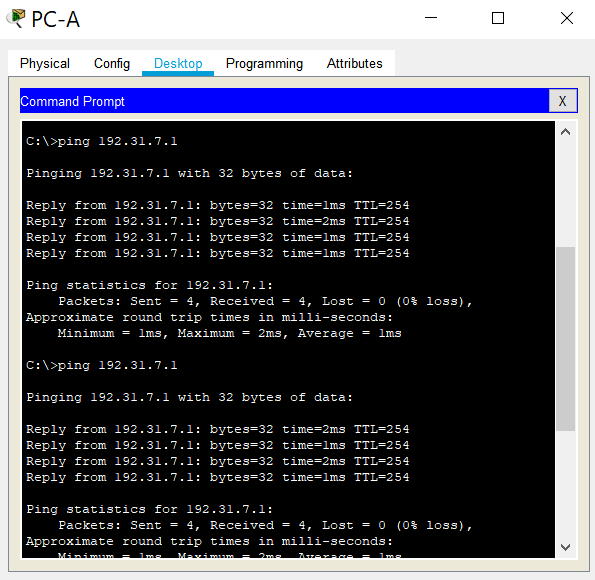 PC-A
Physical Config Desktop Programming Attributes
Command Prompt
X
C:\>ping 192.31.7.1
Pinging 192.31.7.1 with 32 bytes of data:
Reply from 192.31.7.1: bytes=32 time=1ms TTL=254
Reply from 192.31.7.1: bytes=32 time=2ms TTL=254
Reply from 192.31.7.1: bytes=32 time=1ms TTL=254
Reply from 192.31.7.1: bytes=32 time=1ms TTL=254
Ping statistics for 192.31.7.1:
Packets: Sent = 4, Received = 4, Lost = 0 (0% loss),
Approximate round trip times in milli-seconds:
Minimum = 1ms, Maximum = 2ms, Average = 1ms
C:\>ping 192.31.7.1
Pinging 192.31.7.1 with 32 bytes of data:
Reply from 192.31.7.1: bytes=32 time=2ms TTL=254
Reply from 192.31.7.1: bytes=32 time=1ms TTL=254
Reply from 192.31.7.1: bytes=32 time=2ms TTL=254
Reply from 192.31.7.1: bytes=32 time=1ms TTL=254
Ping statistics for 192.31.7.1:
Packets: Sent = 4, Received = 4, Lost = 0 (0% loss),
Approximate round trip times in milli-seconds:
Minimum = 1ms, Maximum = 2ms, Average = 1ms